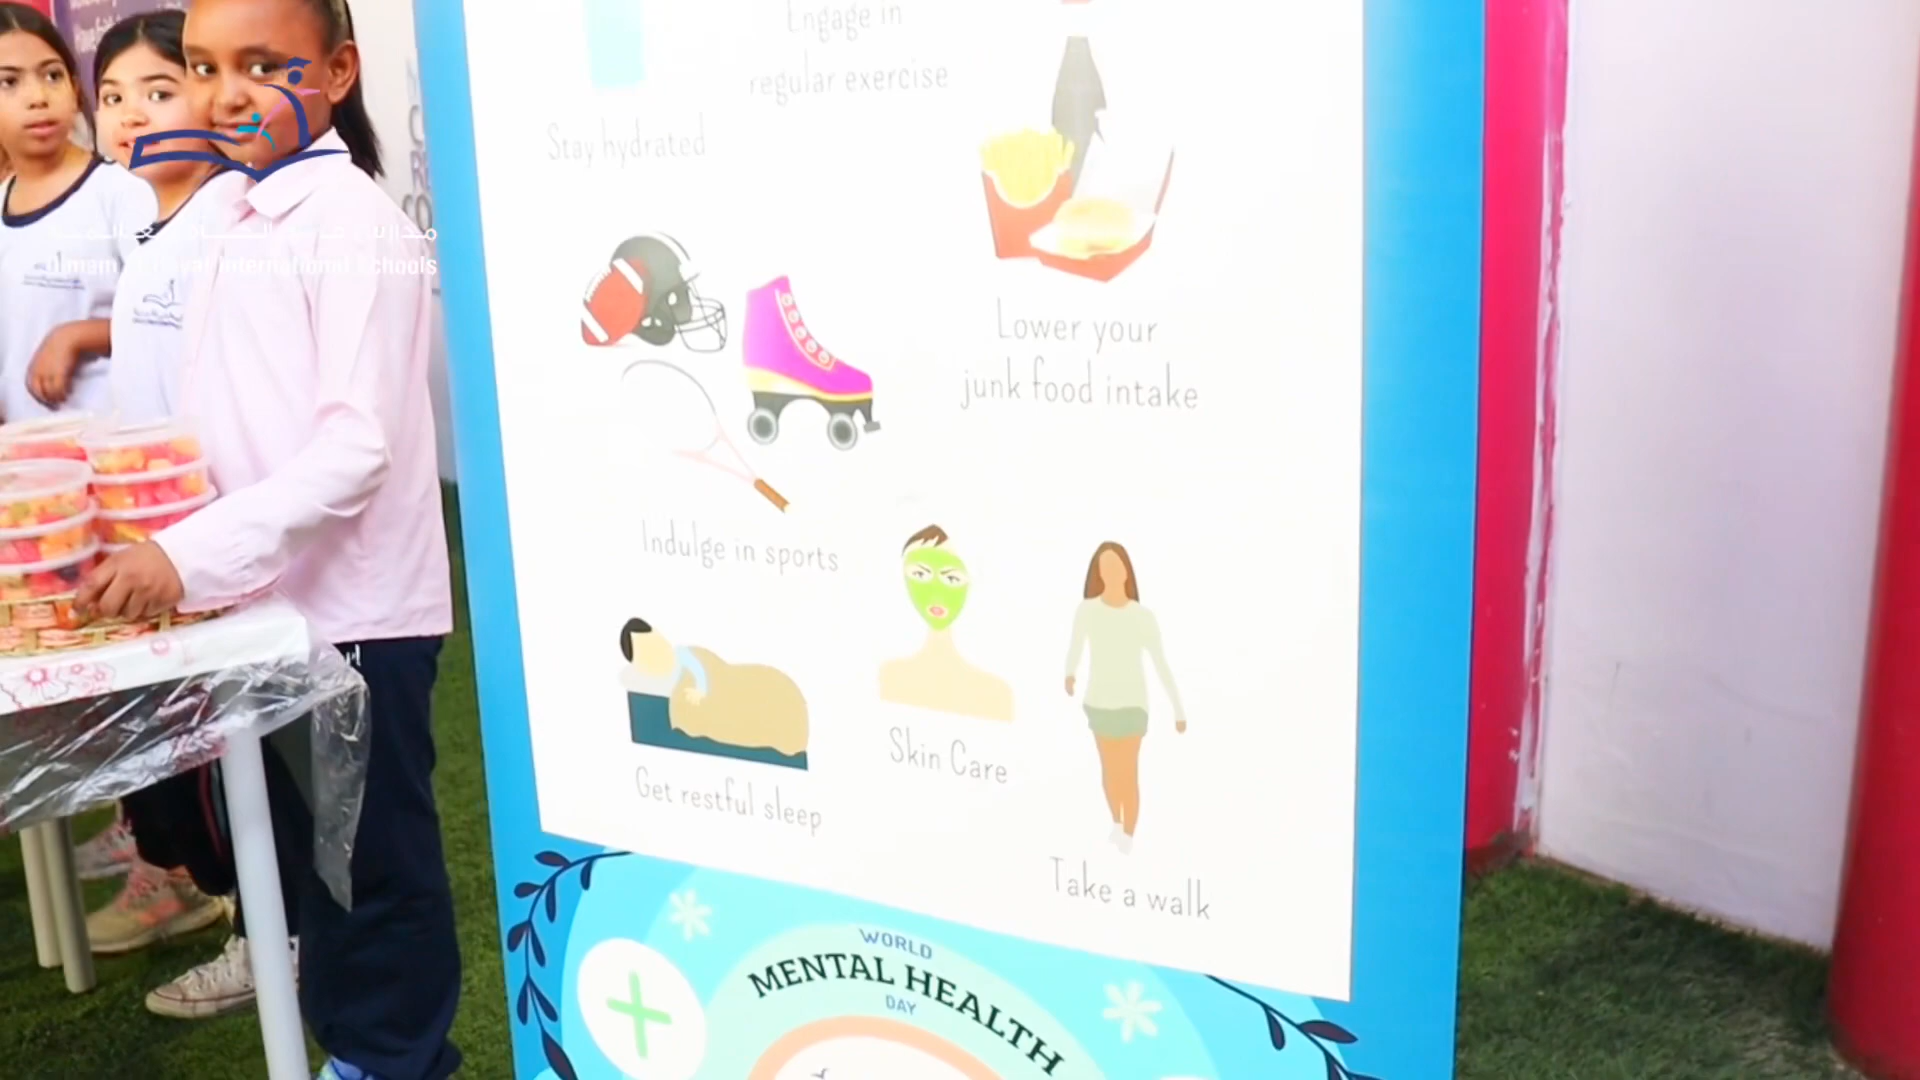 Engage in
regular exercise
Stay hydrated
Lower your
junk food intake
Indulge in sports
Skin Care
Get restful sleep
Take a walk
WORLD
MENTAL HEALTH
DAY
International Schools